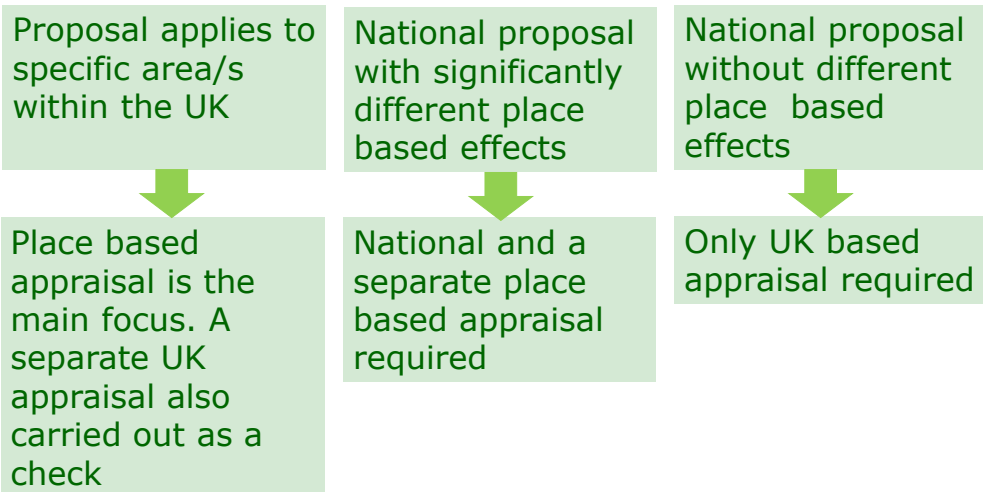 Proposal applies to
specific area/s
within the UK
National proposal
with significantly
different place
based effects
National proposal
without different
place based
effects
Place based
appraisal is the
main focus. A
separate UK
appraisal also
carried out as a
check
National and a
separate place
based appraisal
required
Only UK based
appraisal required